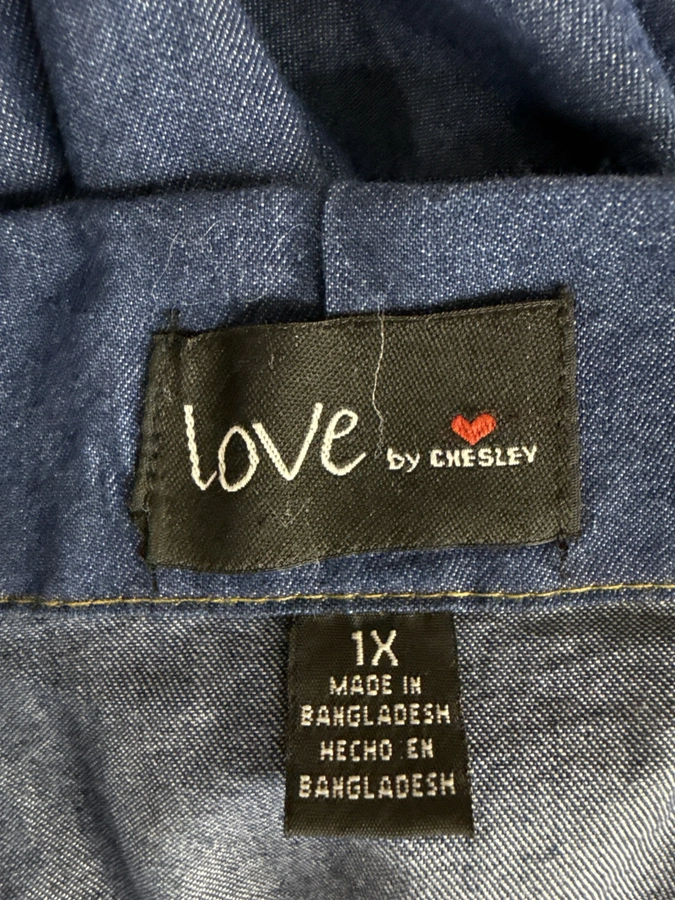 love by CHESLEY
1X
MADE IN
BANGLADESH
HECHO EN
BANGLADESH